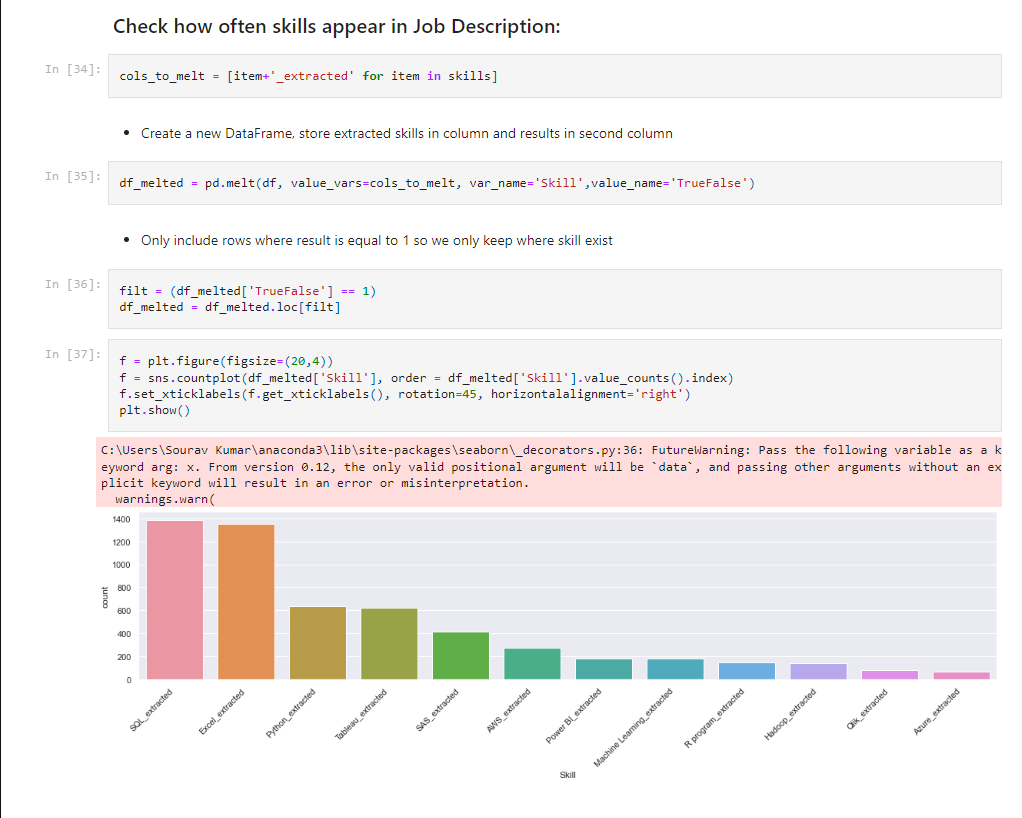 Check how often skills appear in Job Description:
In [34]:
cols_to_melt = [item+'_extracted' for item in skills]
• Create a new DataFrame, store extracted skills in column and results in second column
In [35]:
df_melted = pd.melt(df, value_vars=cols_to_melt, var_name='Skill',value_name='TrueFalse')
• Only include rows where result is equal to 1 so we only keep where skill exist
In [36]:
filt = (df_melted['TrueFalse'] == 1)
df_melted = df_melted.loc[filt]
In [37]:
f = plt.figure(figsize=(20,4))
f = sns.countplot(df_melted['Skill'], order = df_melted['Skill'].value_counts().index)
f.set_xticklabels(f.get_xticklabels(), rotation=45, horizontalalignment='right')
plt.show()
C:\Users\Sourav Kumar\anaconda3\lib\site-packages\seaborn\_decorators.py:36: FutureWarning: Pass the following variable as a k
eyword arg: x. From version 0.12, the only valid positional argument will be `data`, and passing other arguments without an ex
plicit keyword will result in an error or misinterpretation.
warnings.warn(
1400
1200
1000
800
600
400
200
0
count
SQL_extracted
Excel_extracted
Python_extracted
Tableau_extracted
SAS_extracted
AWS_extracted
Power BI_extracted
Machine Learning_extracted
R program_extracted
Hadoop_extracted
Qlik_extracted
Azure_extracted
Skill